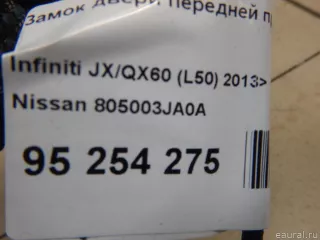 Замок двери передней
Infiniti JX/QX60 (L50) 2013>
Nissan 805003JA0A
95 254 275
eaural.ru